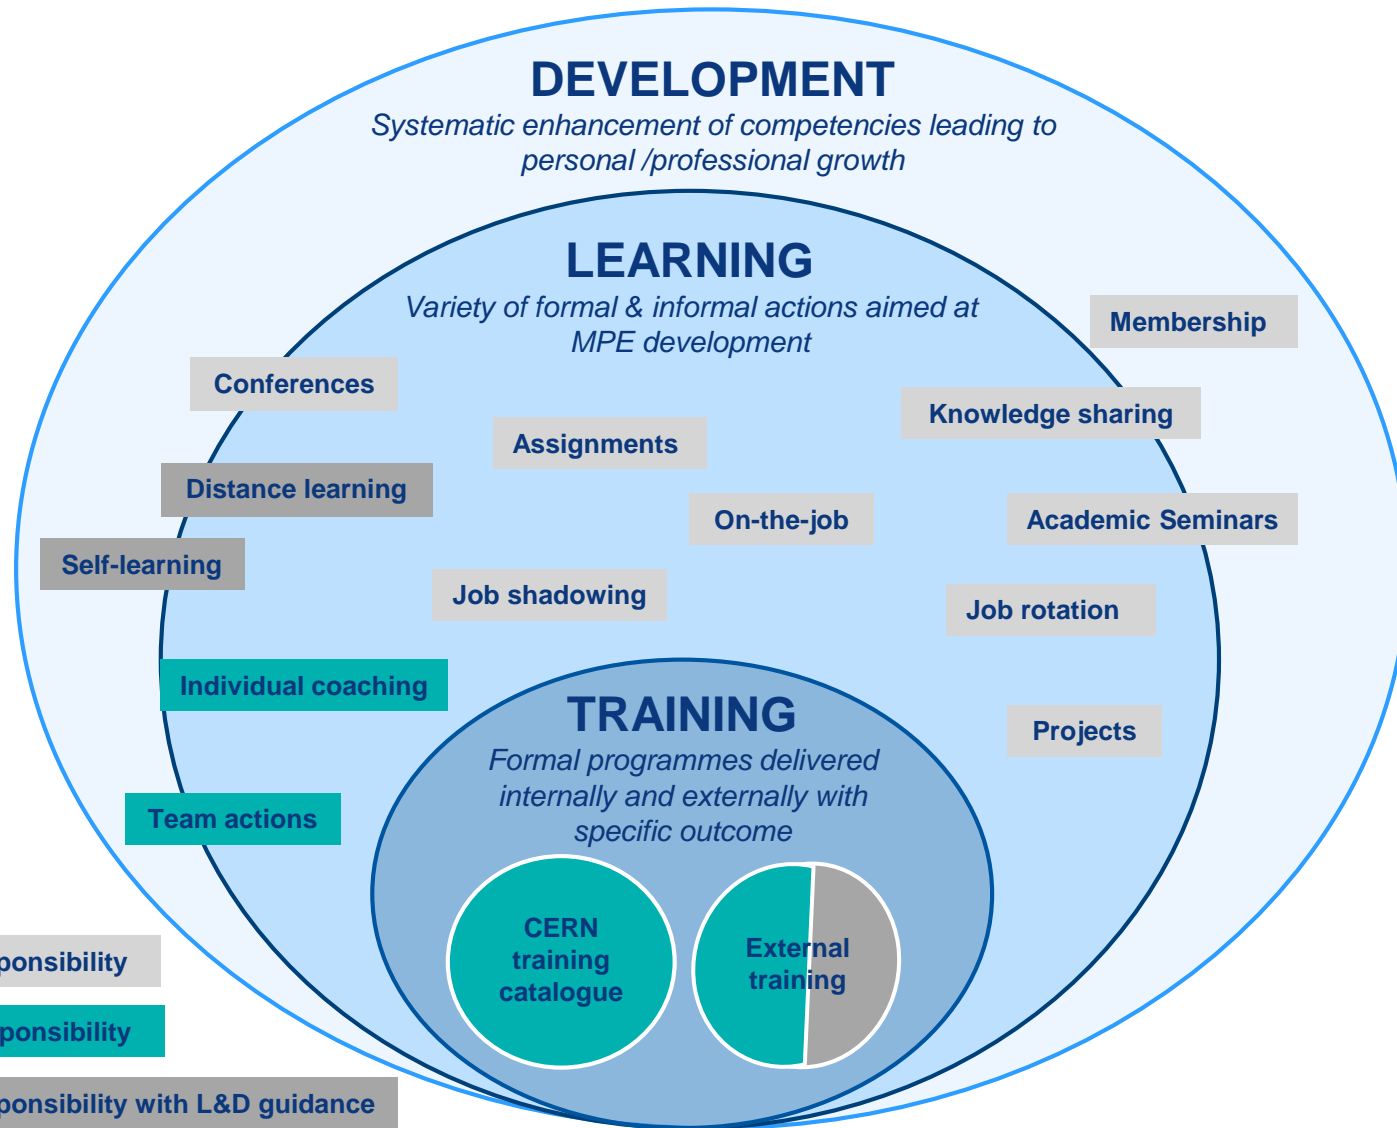 DEVELOPMENT
Systematic enhancement of competencies leading to
personal /professional growth
LEARNING
Variety of formal & informal actions aimed at
MPE development
Membership
Conferences
Knowledge sharing
Assignments
Distance learning
On-the-job
Academic Seminars
Self-learning
Job shadowing
Job rotation
Individual coaching
TRAINING
Formal programmes delivered
internally and externally with
specific outcome
Projects
Team actions
CERN
training
catalogue
External
training
with L&D guidance